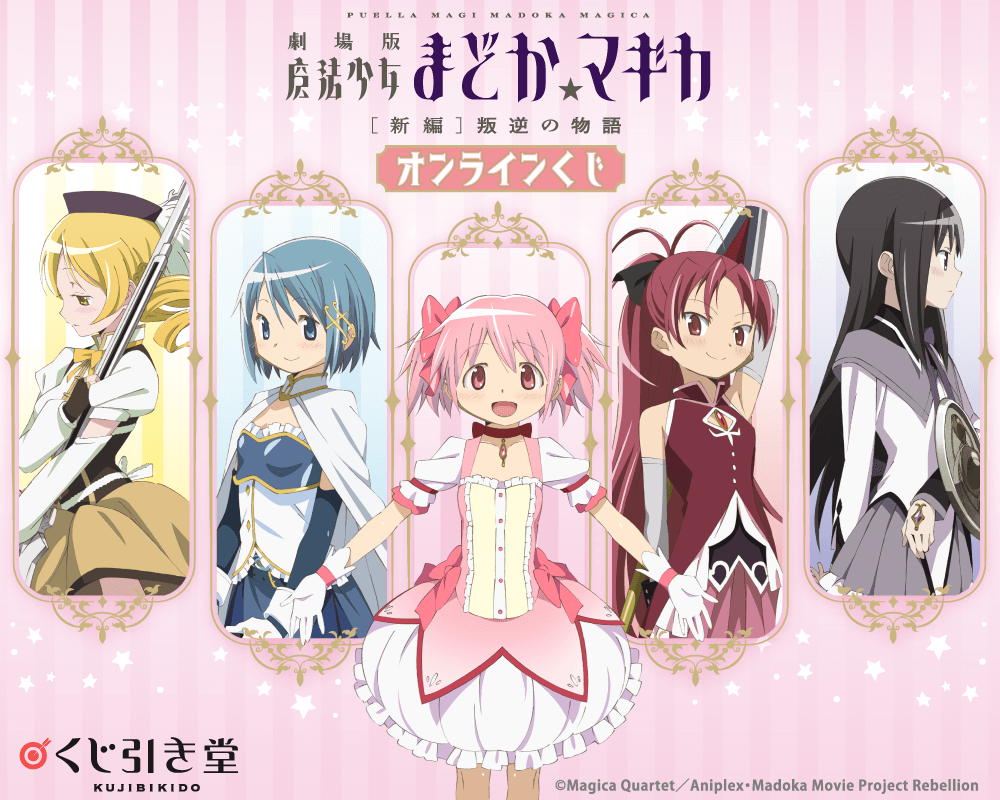 PUELLA MAGI MADOKA MAGICA
劇場版
魔法少女まどか★マギカ
[新編]叛逆の物語
オンラインくじ
くじ引き堂
KUJIBIKIDO
©Magica Quartet／Aniplex・Madoka Movie Project Rebellion